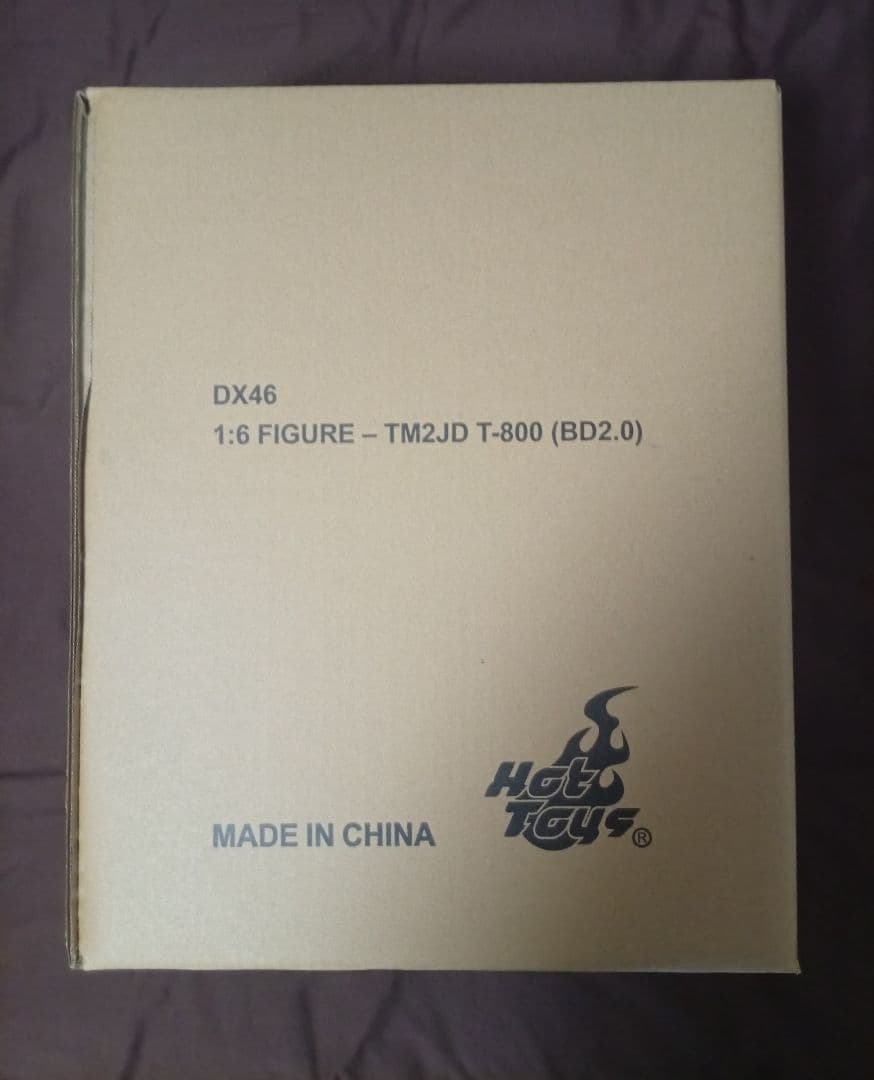 DX46
1:6 FIGURE – TM2JD T-800 (BD2.0)
Hot
Toys®
MADE IN CHINA